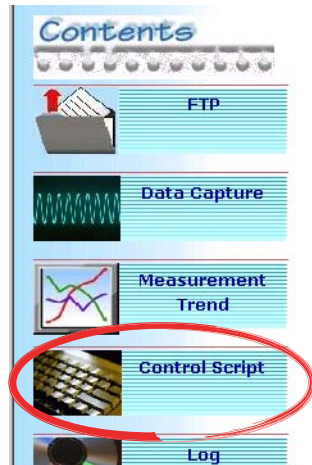 Contents
FTP
Data Capture
Measurement
Trend
Control Script
Log